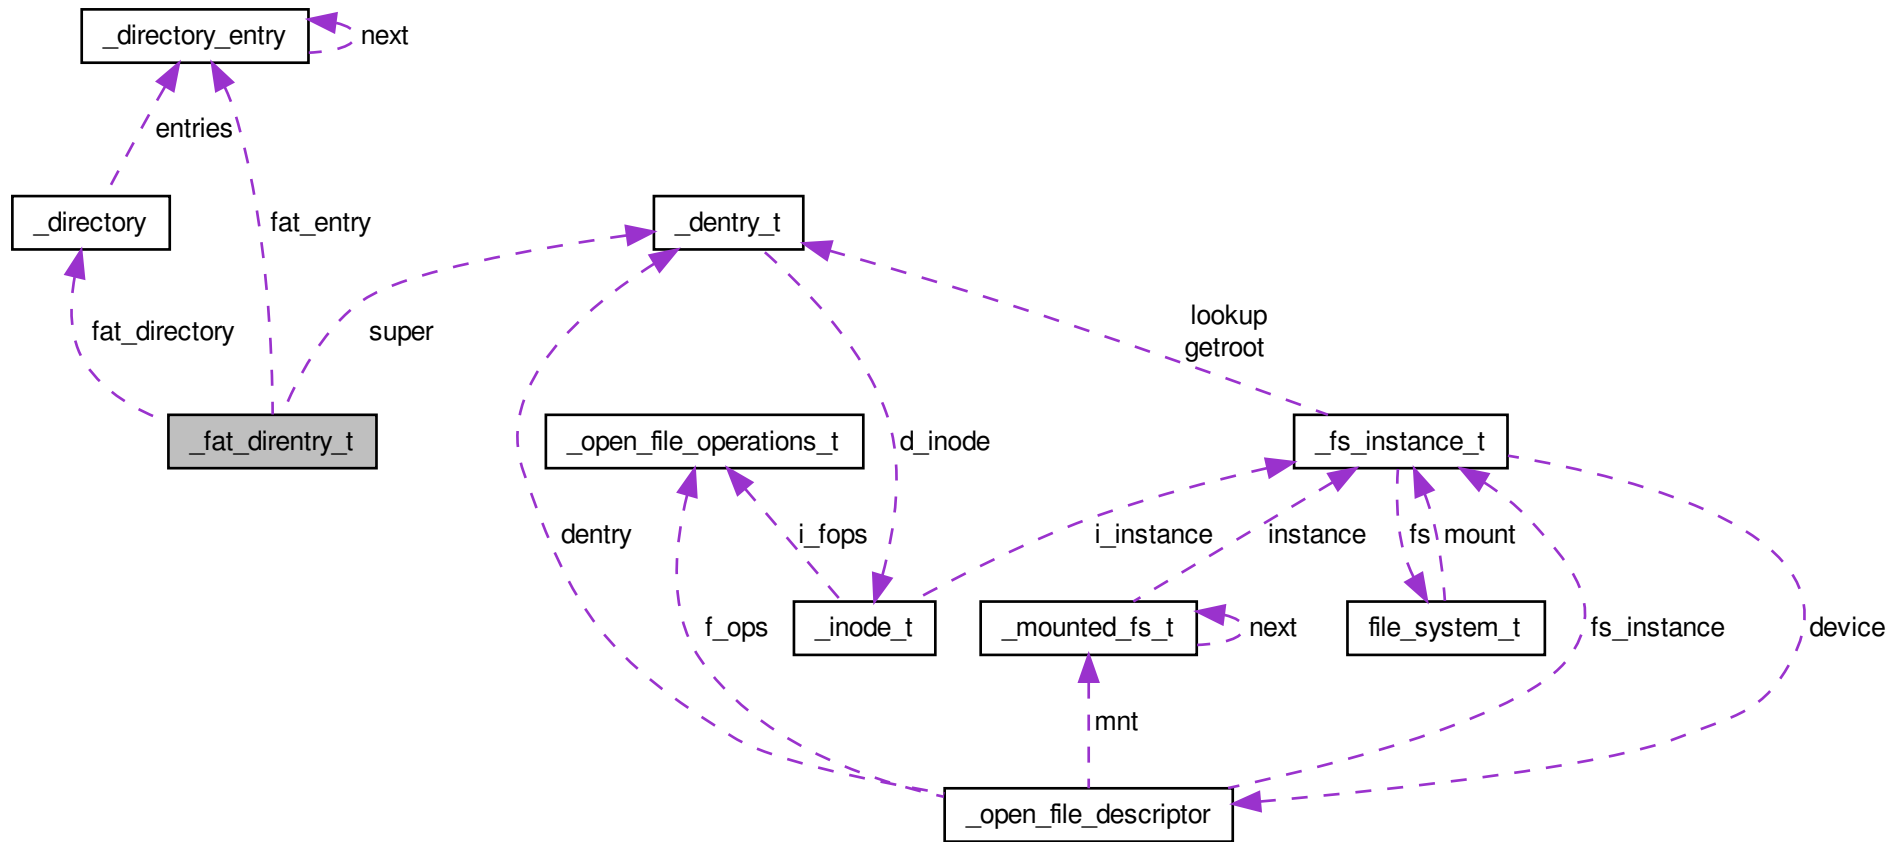 _directory_entry
next
entries
_directory
fat_entry
_dentry_t
lookup
getroot
fat_directory
super
_fat_direntry_t
_open_file_operations_t
d_inode
_fs_instance_t
dentry
i_fops
i_instance
instance
fs
mount
f_ops
_inode_t
_mounted_fs_t
next
file_system_t
fs_instance
device
mnt
_open_file_descriptor